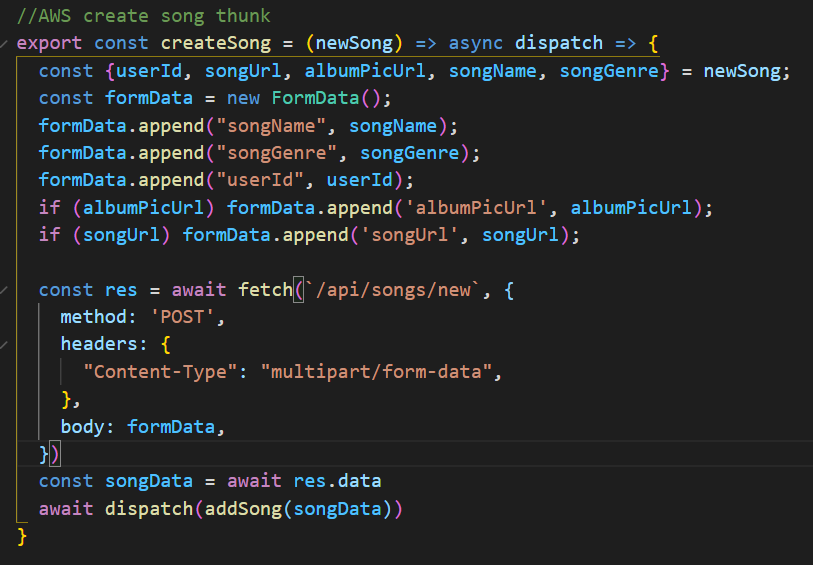 //AWS create song thunk
export const createSong = (newSong) => async dispatch => {
const {userId, songUrl, albumPicUrl, songName, songGenre} = newSong;
const formData = new FormData();
formData.append("songName", songName);
formData.append("songGenre", songGenre);
formData.append("userId", userId);
if (albumPicUrl) formData.append('albumPicUrl', albumPicUrl);
if (songUrl) formData.append('songUrl', songUrl);
const res = await fetch(`/api/songs/new`, {
method: 'POST',
headers: {
"Content-Type": "multipart/form-data",
},
body: formData,
})
const songData = await res.data
await dispatch(addSong(songData))
}